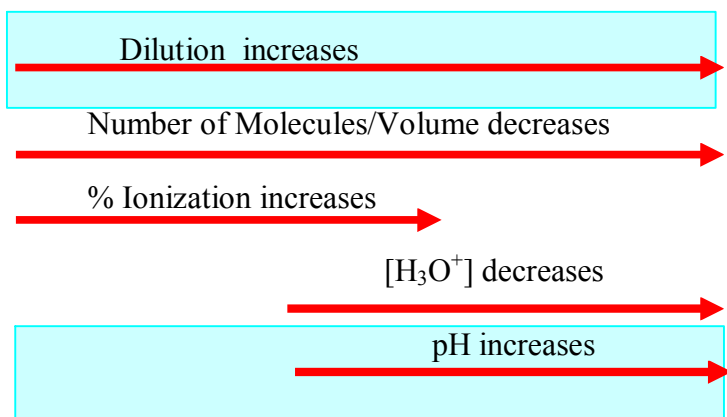 Dilution  increases
Number of Molecules/Volume decreases
% Ionization increases
[H₃O⁺] decreases
pH increases